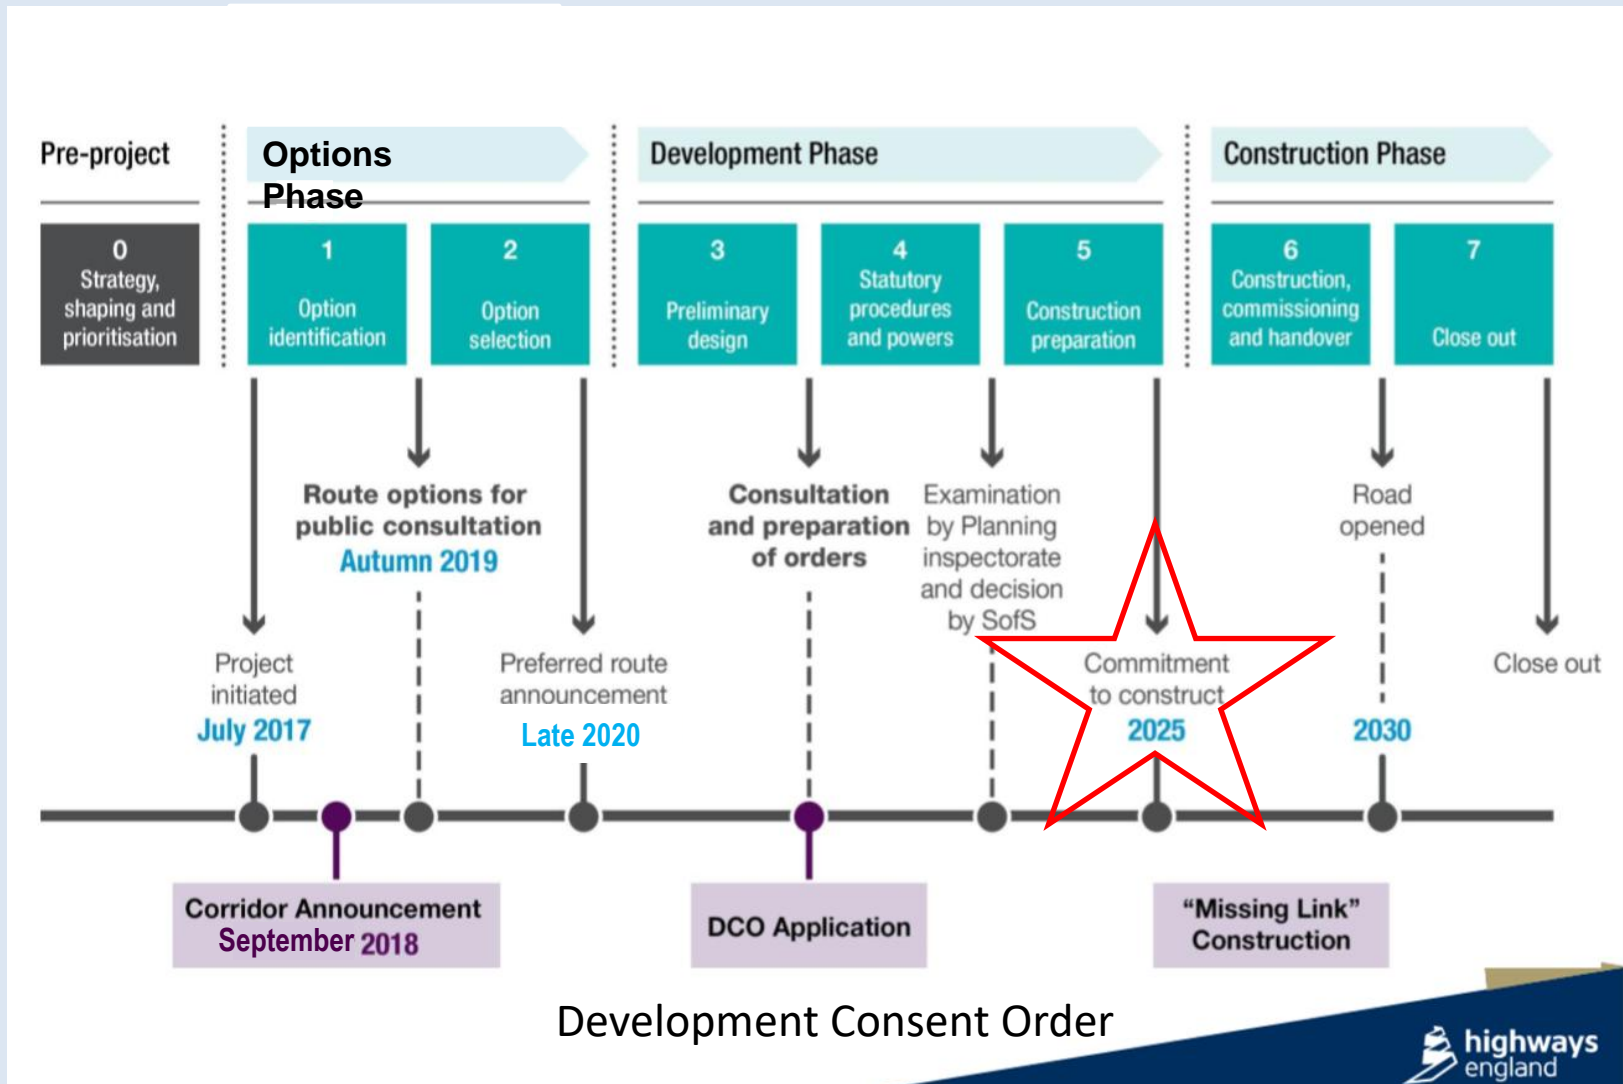 Pre-project
Options
Phase
Development Phase
Construction Phase
0
Strategy,
shaping and
prioritisation
1
Option
identification
2
Option
selection
3
Preliminary
design
4
Statutory
procedures
and powers
5
Construction
preparation
6
Construction,
commissioning
and handover
7
Close out
Route options for
public consultation
Autumn 2019
Consultation
and preparation
of orders
Examination
by Planning
inspectorate
and decision
by SofS
Road
opened
Project
initiated
July 2017
Preferred route
announcement
Late 2020
Commitment
to construct
2025
2030
Close out
Corridor Announcement
September 2018
DCO Application
“Missing Link”
Construction
Development Consent Order
highways
england